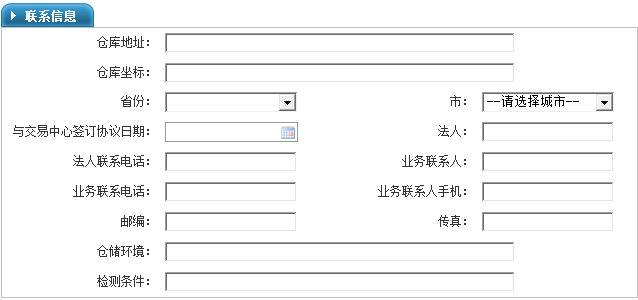 联系信息
仓库地址：
仓库坐标：
省份： 市： --请选择城市--
与交易中心签订协议日期： 法人：
法人联系电话： 业务联系人：
业务联系电话： 业务联系人手机：
邮编： 传真：
仓储环境：
检测条件：